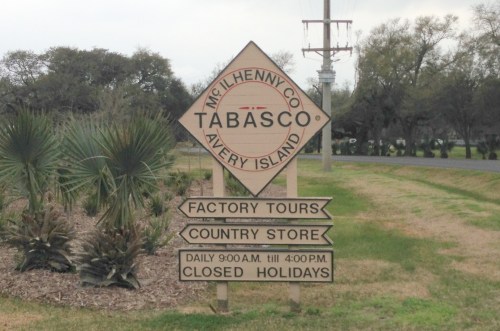 McILHENNY CO
TABASCO®
AVERY ISLAND
FACTORY TOURS
COUNTRY STORE
DAILY 9:00 A.M. till 4:00 P.M.
CLOSED HOLIDAYS